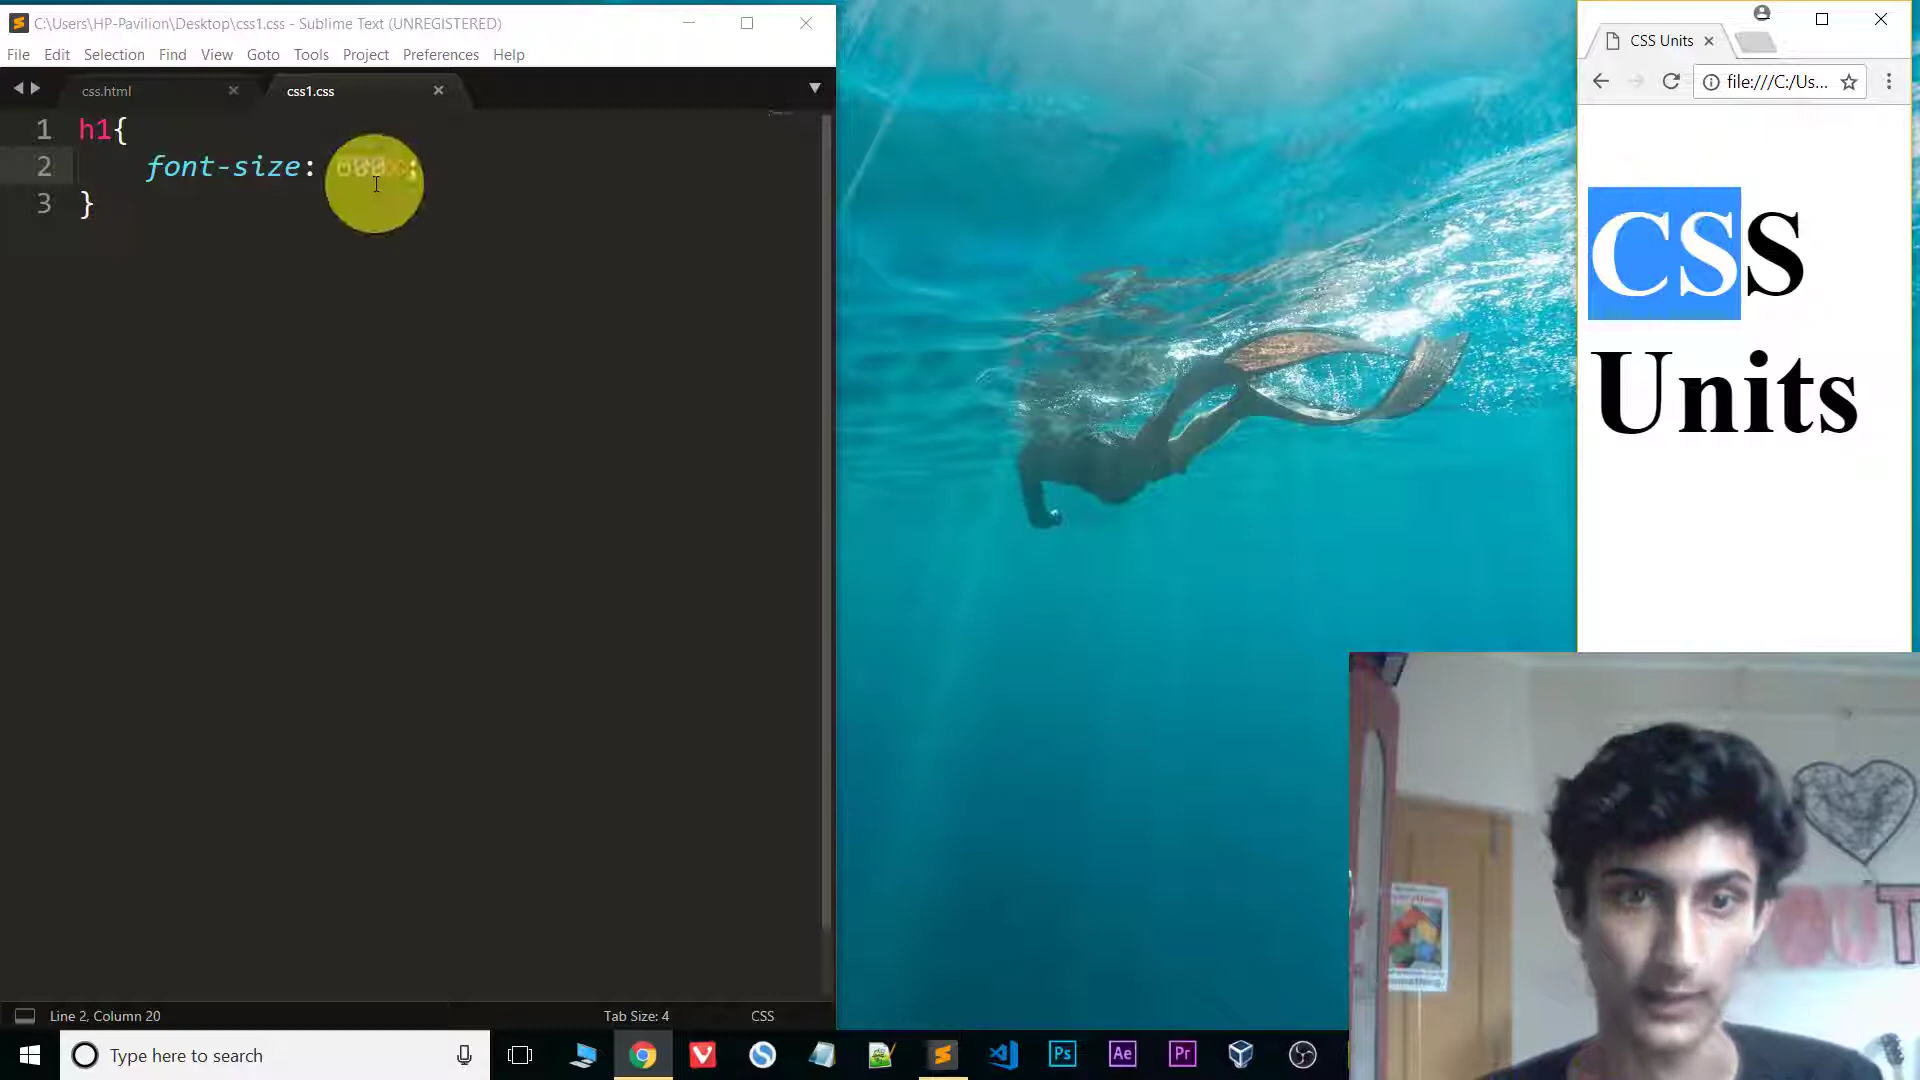 C:\Users\HP-Pavilion\Desktop\css1.css - Sublime Text (UNREGISTERED)
File Edit Selection Find View Goto Tools Project Preferences Help
css.html
css1.css
1 h1{
2 font-size:
3 }
Line 2, Column 20
Tab Size: 4
CSS
CSS Units
file:///C:/Us...
CSS
Units
Type here to search
V
S
Ps
Ae
Pr